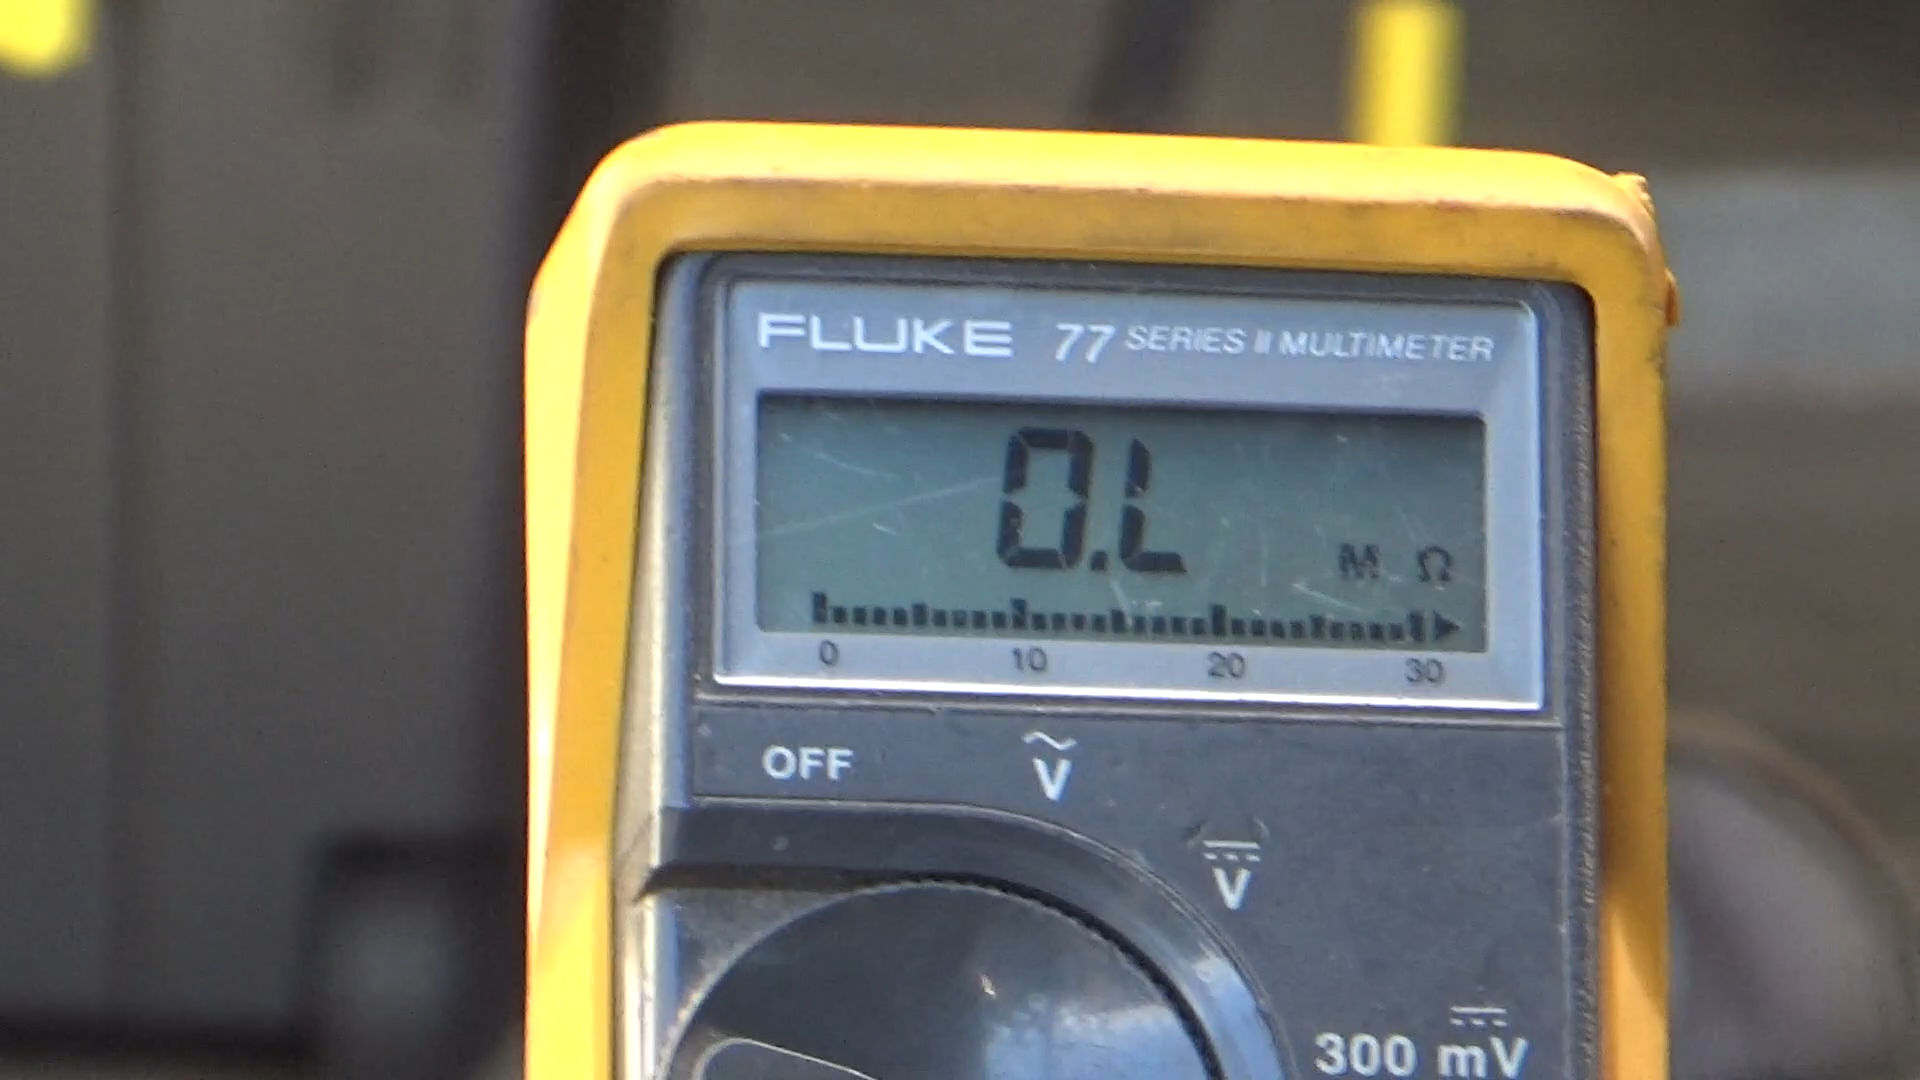 FLUKE 77 SERIES II MULTIMETER
0.L
M Ω
0 10 20 30
OFF
V
V
300 mV